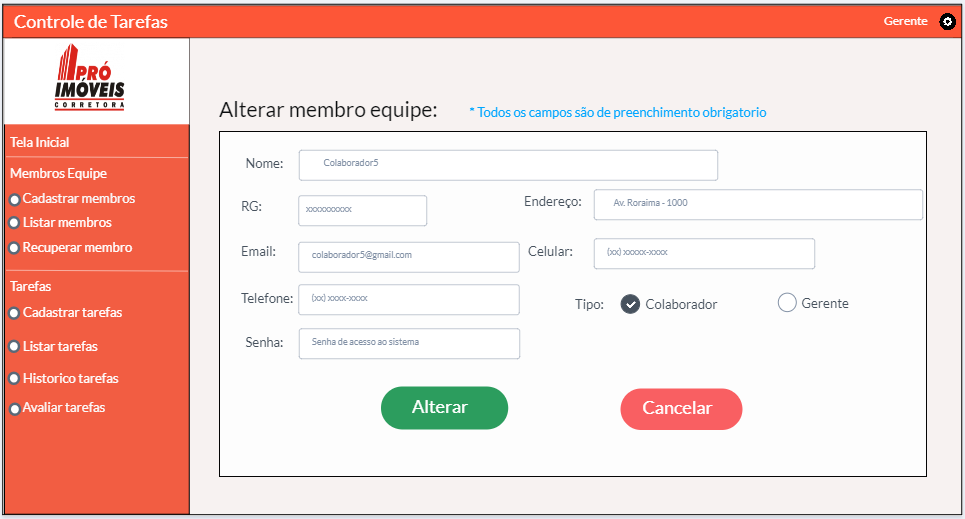 Controle de Tarefas
Gerente
PRÓ
IMÓVEIS
CORRETORA
Tela Inicial
Membros Equipe
Cadastrar membros
Listar membros
Recuperar membro
Tarefas
Cadastrar tarefas
Listar tarefas
Historico tarefas
Avaliar tarefas
Alterar membro equipe:
* Todos os campos são de preenchimento obrigatorio
Nome: Colaborador5
RG: xxxxxxxxxx
Endereço: Av. Roraima - 1000
Email: colaborador5@gmail.com
Celular: (xx) xxxxx-xxxx
Telefone: (xx) xxxx-xxxx
Tipo: Colaborador Gerente
Senha: Senha de acesso ao sistema
Alterar
Cancelar